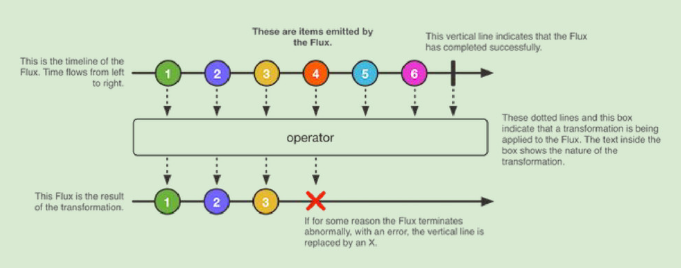 These are items emitted by
the Flux.
This vertical line indicates that the Flux
has completed successfully.
This is the timeline of the
Flux. Time flows from left
to right.
1 2 3 4 5 6
operator
These dotted lines and this box
indicate that a transformation is being
applied to the Flux. The text inside the
box shows the nature of the
transformation.
This Flux is the result
of the transformation.
1 2 3
If for some reason the Flux terminates
abnormally, with an error, the vertical line is
replaced by an X.